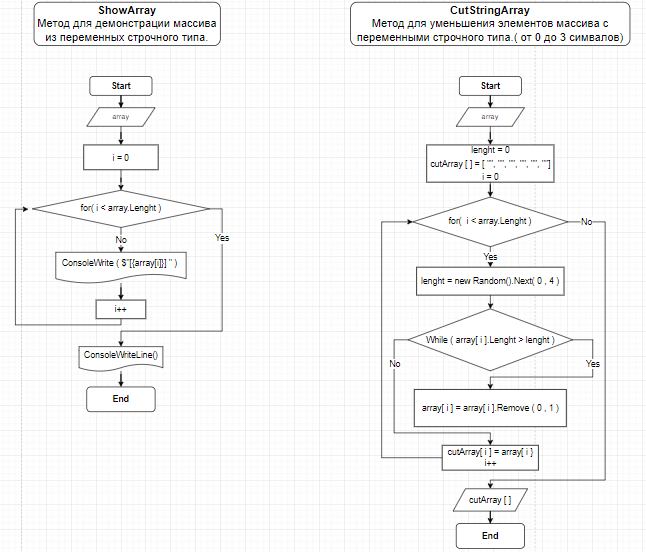 ShowArray
Метод для демонстрации массива
из переменных строчного типа.
Start
array
i = 0
for( i < array.Lenght )
No
Yes
ConsoleWrite ( $"[{array[i]}] " )
i++
ConsoleWriteLine()
End
CutStringArray
Метод для уменьшения элементов массива с
переменными строчного типа.( от 0 до 3 симвалов)
Start
array
lenght = 0
cutArray [ ] = [ "", "", "", "", "", ""]
i = 0
for( i < array.Lenght )
No
Yes
lenght = new Random().Next( 0 , 4 )
While ( array[ i ].Lenght > lenght )
No
Yes
array[ i ] = array[ i ].Remove ( 0 , 1 )
cutArray[ i ] = array[ i }
i++
cutArray [ ]
End